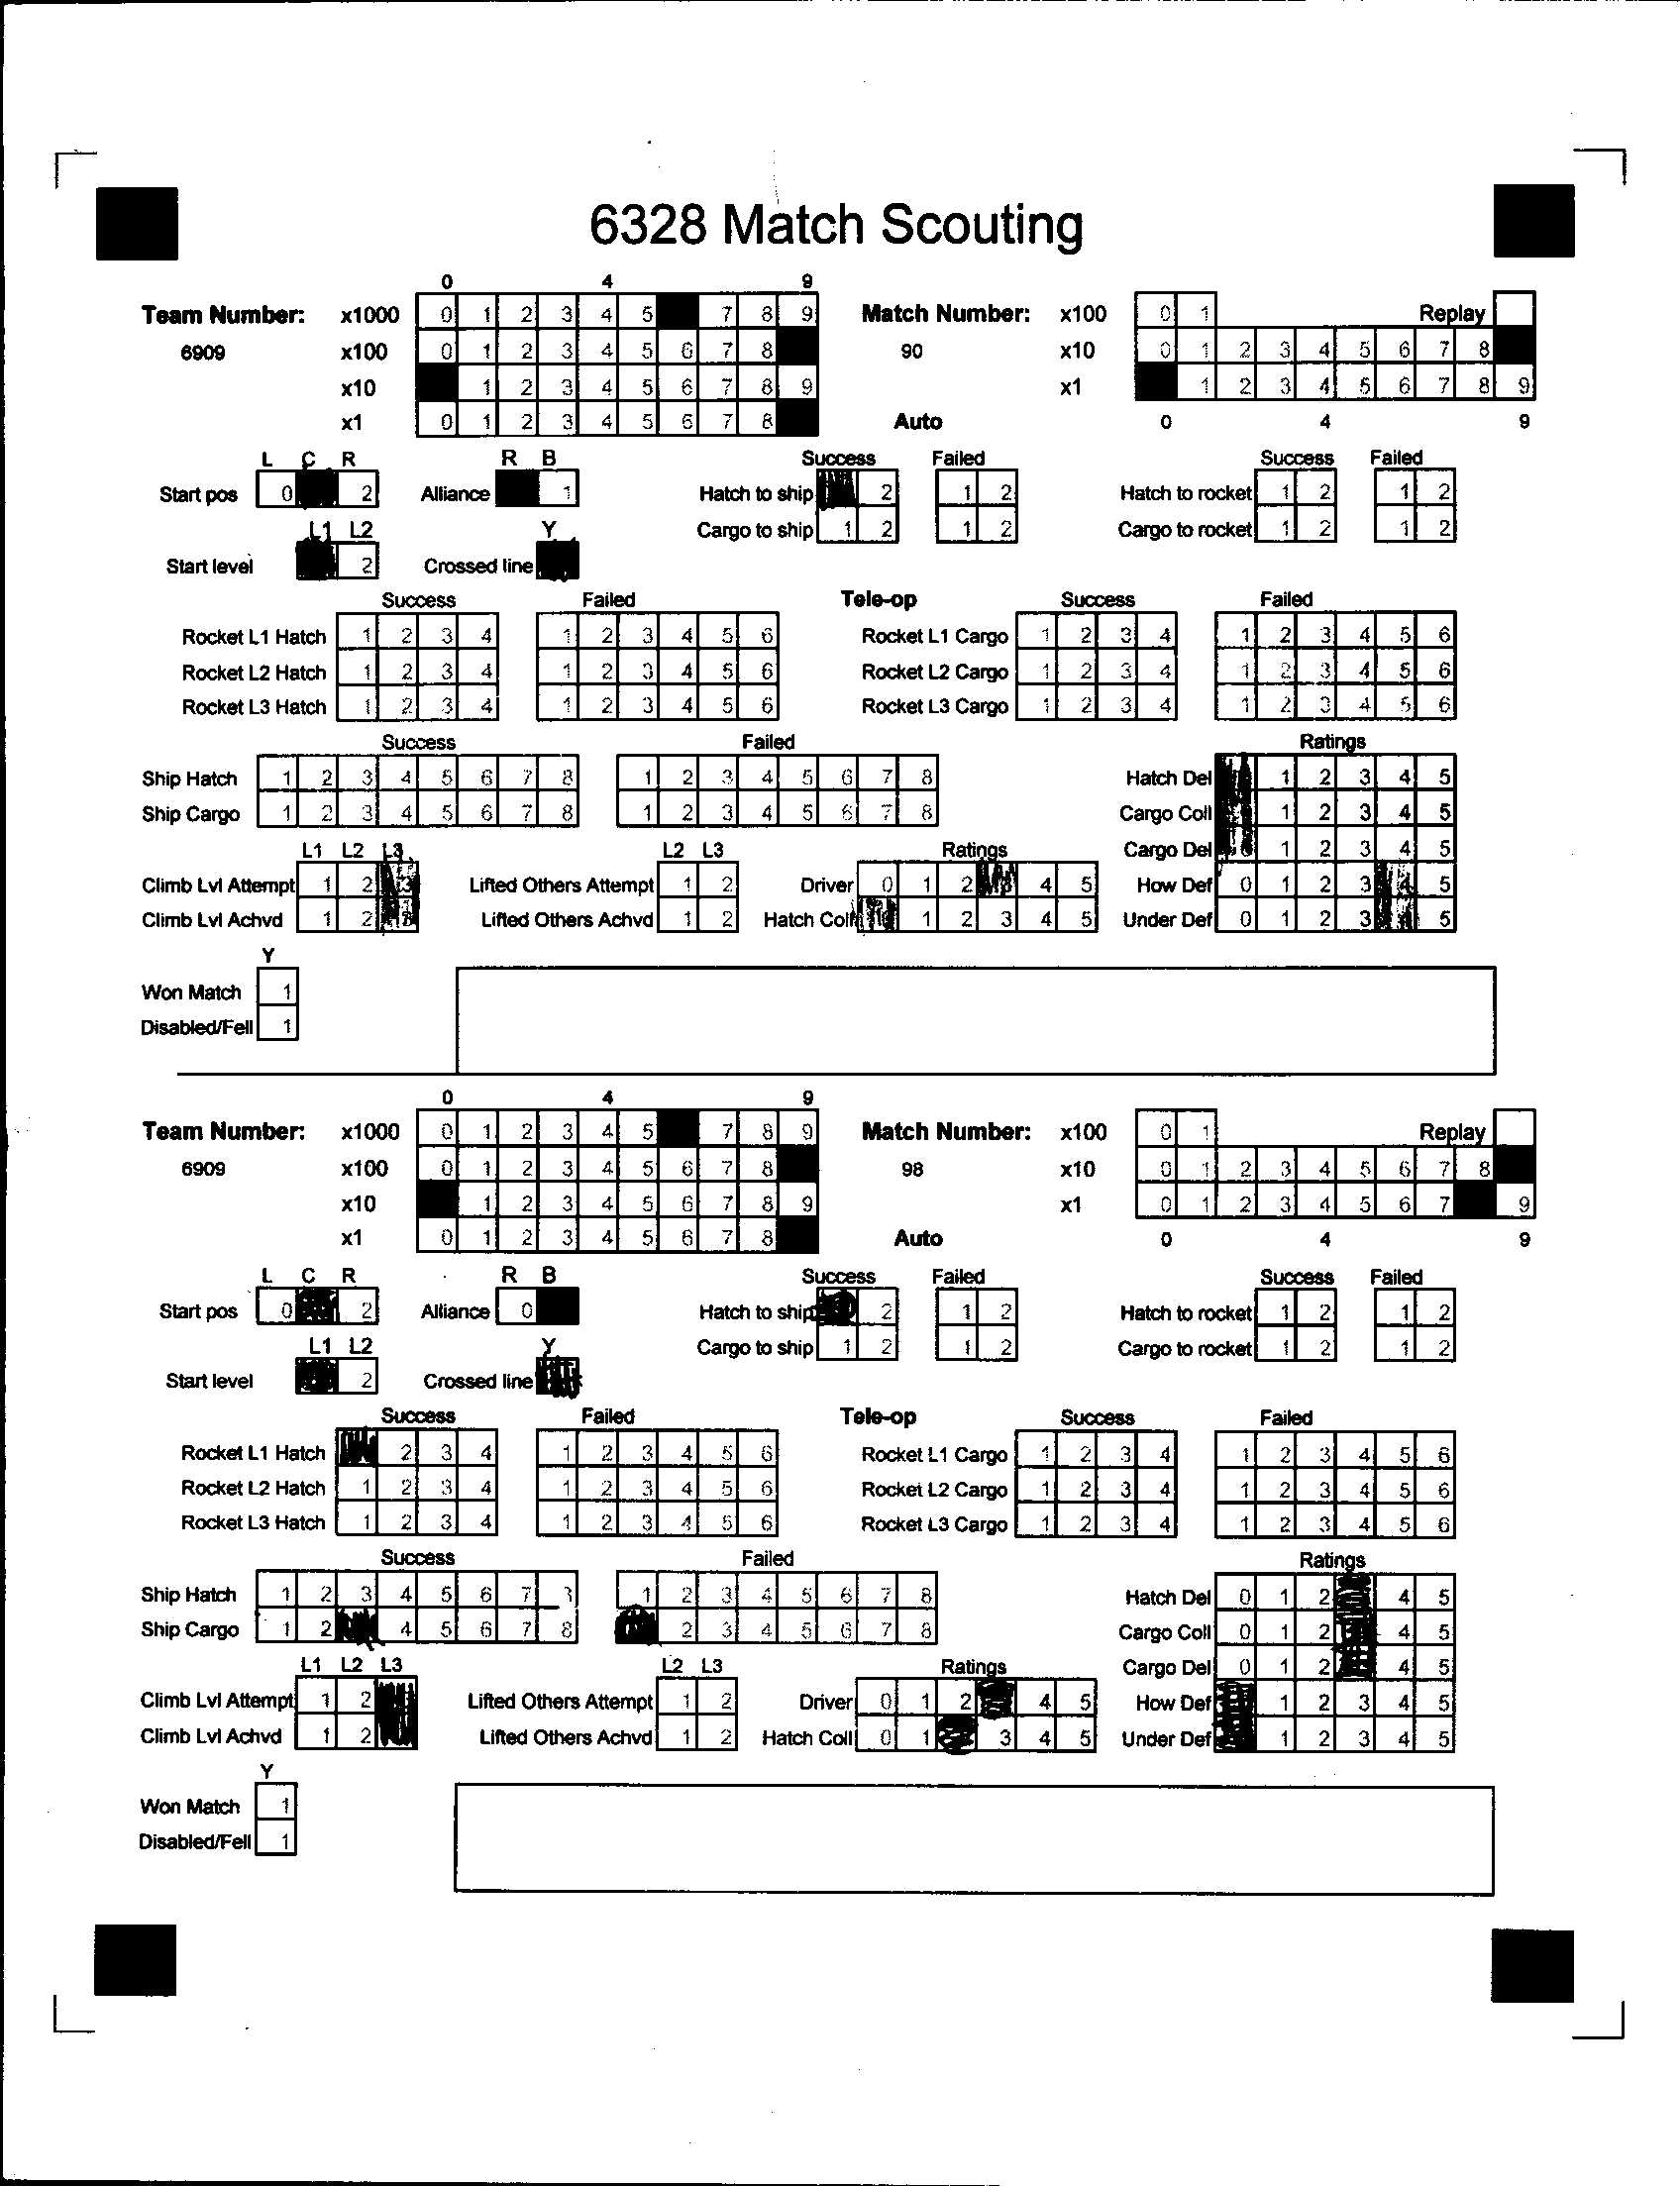 6328 Match Scouting
0 4 9
Team Number: x1000 0 1 2 3 4 5 7 8 9 Match Number: x100 0 1 Replay
6909 x100 0 1 2 3 4 5 6 7 8 90 x10 0 1 2 3 4 5 6 7 8
x10 1 2 3 4 5 6 7 8 9 x1 1 2 3 4 5 6 7 8 9
x1 0 1 2 3 4 5 6 7 8 Auto 0 4 9
L C R R B Success Failed Success Failed
Start pos 0 2 Alliance 1 Hatch to ship 2 1 2 Hatch to rocket 1 2 1 2
L1 L2 Y Cargo to ship 1 2 1 2 Cargo to rocket 1 2 1 2
Start level 2 Crossed line
Success Failed Tele-op Success Failed
Rocket L1 Hatch 1 2 3 4 1 2 3 4 5 6 Rocket L1 Cargo 1 2 3 4 1 2 3 4 5 6
Rocket L2 Hatch 1 2 3 4 1 2 3 4 5 6 Rocket L2 Cargo 1 2 3 4 1 2 3 4 5 6
Rocket L3 Hatch 1 2 3 4 1 2 3 4 5 6 Rocket L3 Cargo 1 2 3 4 1 2 3 4 5 6
Success Failed Ratings
Ship Hatch 1 2 3 4 5 6 7 8 1 2 3 4 5 6 7 8 Hatch Del 1 2 3 4 5
Ship Cargo 1 2 3 4 5 6 7 8 1 2 3 4 5 6 7 8 Cargo Coll 1 2 3 4 5
L1 L2 L3 L2 L3 Ratings Cargo Del 1 2 3 4 5
Climb Lvl Attempt 1 2 3 Lifted Others Attempt 1 2 Driver 0 1 2 4 5 How Def 0 1 2 3 4 5
Climb Lvl Achvd 1 2 3 Lifted Others Achvd 1 2 Hatch Coll 1 2 3 4 5 Under Def 0 1 2 3 5
Y
Won Match 1
Disabled/Fell 1
0 4 9
Team Number: x1000 0 1 2 3 4 5 7 8 9 Match Number: x100 0 1 Replay
6909 x100 0 1 2 3 4 5 6 7 8 98 x10 0 1 2 3 4 5 6 7 8
x10 1 2 3 4 5 6 7 8 9 x1 0 1 2 3 4 5 6 7 9
x1 0 1 2 3 4 5 6 7 8 Auto 0 4 9
L C R R B Success Failed Success Failed
Start pos 0 2 Alliance 0 Hatch to ship 2 1 2 Hatch to rocket 1 2 1 2
L1 L2 Y Cargo to ship 1 2 1 2 Cargo to rocket 1 2 1 2
Start level 2 Crossed line
Success Failed Tele-op Success Failed
Rocket L1 Hatch 2 3 4 1 2 3 4 5 6 Rocket L1 Cargo 1 2 3 4 1 2 3 4 5 6
Rocket L2 Hatch 1 2 3 4 1 2 3 4 5 6 Rocket L2 Cargo 1 2 3 4 1 2 3 4 5 6
Rocket L3 Hatch 1 2 3 4 1 2 3 4 5 6 Rocket L3 Cargo 1 2 3 4 1 2 3 4 5 6
Success Failed Ratings
Ship Hatch 1 2 3 4 5 6 7 1 2 3 4 5 6 7 8 Hatch Del 0 1 2 4 5
Ship Cargo 1 2 4 5 6 7 8 2 3 4 5 6 7 8 Cargo Coll 0 1 2 4 5
L1 L2 L3 L2 L3 Ratings Cargo Del 0 1 2 4 5
Climb Lvl Attempt 1 2 Lifted Others Attempt 1 2 Driver 0 1 2 4 5 How Def 1 2 3 4 5
Climb Lvl Achvd 1 2 Lifted Others Achvd 1 2 Hatch Coll 0 1 3 4 5 Under Def 1 2 3 4 5
Y
Won Match 1
Disabled/Fell 1